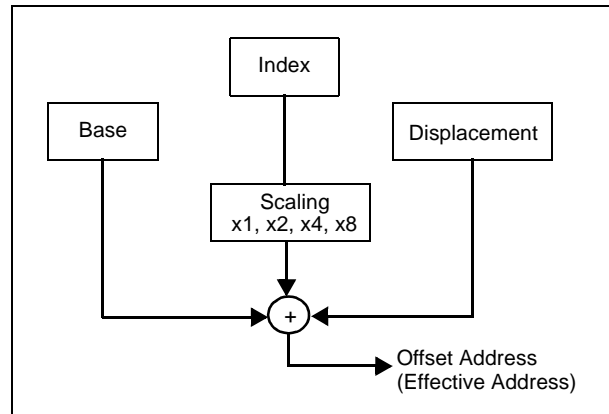 Index
Base
Displacement
Scaling
x1, x2, x4, x8
+
Offset Address
(Effective Address)